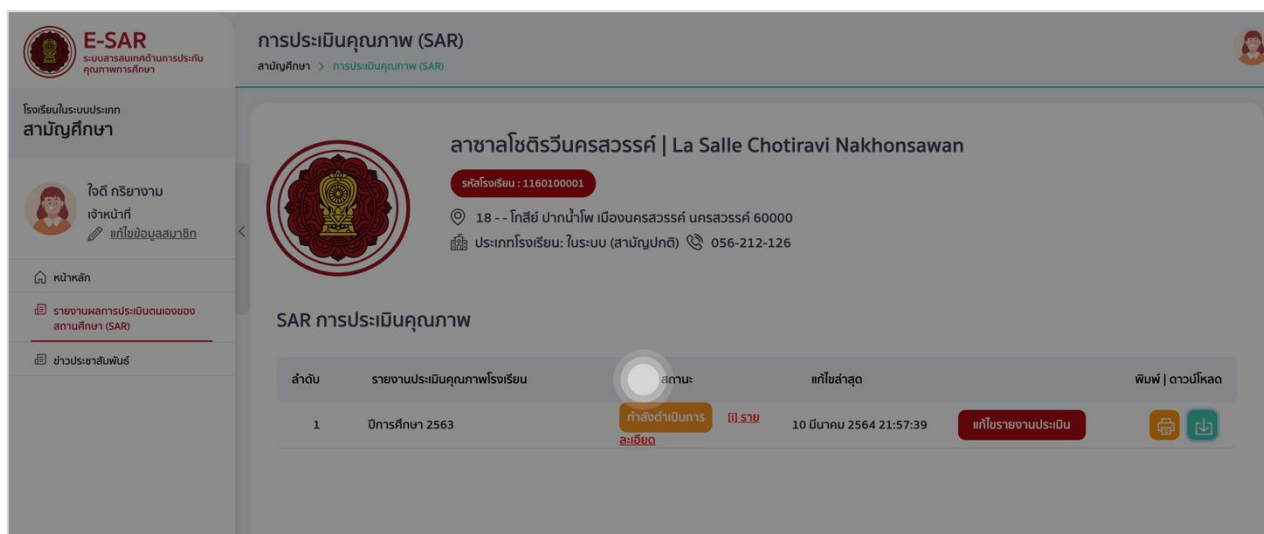 E-SAR
ระบบสารสนเทศด้านการประกัน
คุณภาพการศึกษา
การประเมินคุณภาพ (SAR)
สามัญศึกษา > การประเมินคุณภาพ (SAR)
โรงเรียนในระบบประเภท
สามัญศึกษา
ใจดี กริยางาม
เจ้าหน้าที่
แก้ไขข้อมูลสมาชิก
หน้าหลัก
รายงานผลการประเมินตนเองของ
สถานศึกษา (SAR)
ข่าวประชาสัมพันธ์
ลาซาลโชติรวีนครสวรรค์ | La Salle Chotiravi Nakhonsawan
รหัสโรงเรียน : 1160100001
18 - - โกสีย์ ปากน้ำโพ เมืองนครสวรรค์ นครสวรรค์ 60000
ประเภทโรงเรียน: ในระบบ (สามัญปกติ) 056-212-126
SAR การประเมินคุณภาพ
ลำดับ รายงานประเมินคุณภาพโรงเรียน สถานะ แก้ไขล่าสุด พิมพ์ | ดาวน์โหลด
1 ปีการศึกษา 2563 กำลังดำเนินการ [i] ราย 10 มีนาคม 2564 21:57:39 แก้ไขรายงานประเมิน
ละเอียด